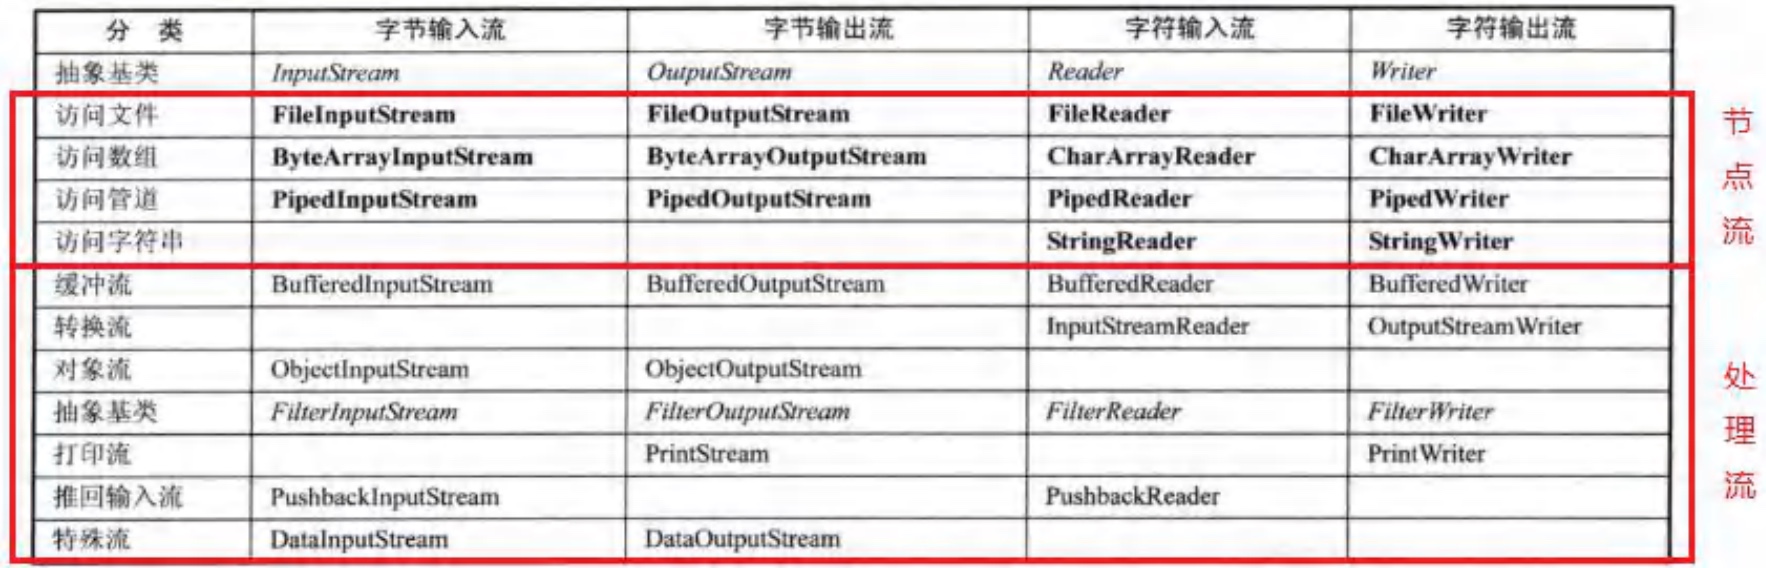 分 类 字节输入流 字节输出流 字符输入流 字符输出流
抽象基类 InputStream OutputStream Reader Writer
访问文件 FileInputStream FileOutputStream FileReader FileWriter
访问数组 ByteArrayInputStream ByteArrayOutputStream CharArrayReader CharArrayWriter
访问管道 PipedInputStream PipedOutputStream PipedReader PipedWriter
访问字符串 StringReader StringWriter
缓冲流 BufferedInputStream BufferedOutputStream BufferedReader BufferedWriter
转换流 InputStreamReader OutputStreamWriter
对象流 ObjectInputStream ObjectOutputStream
抽象基类 FilterInputStream FilterOutputStream FilterReader FilterWriter
打印流 PrintStream PrintWriter
推回输入流 PushbackInputStream PushbackReader
特殊流 DataInputStream DataOutputStream
节点流
处理流